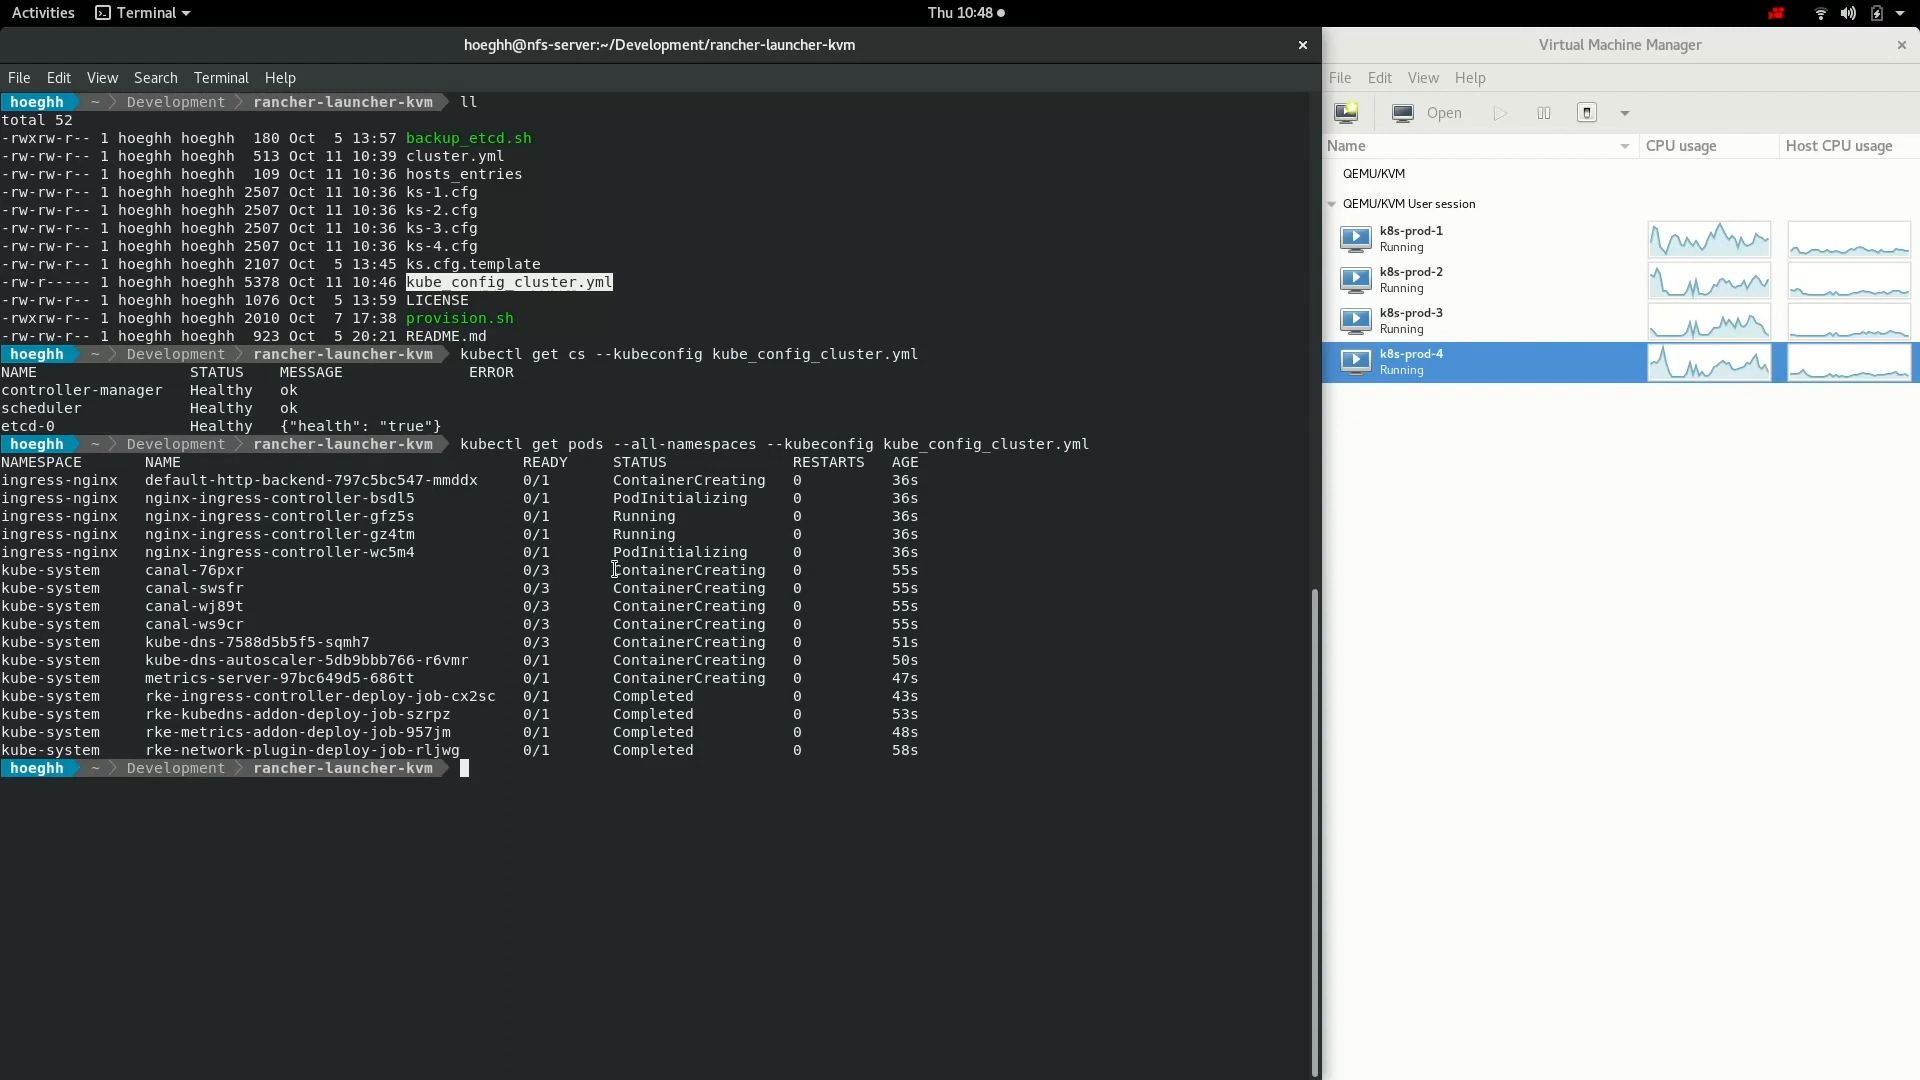 Activities Terminal Thu 10:48
hoeghh@nfs-server:~/Development/rancher-launcher-kvm
File Edit View Search Terminal Help
hoeghh ~ Development rancher-launcher-kvm ll
total 52
-rwxrw-r-- 1 hoeghh hoeghh 180 Oct 5 13:57 backup_etcd.sh
-rw-rw-r-- 1 hoeghh hoeghh 513 Oct 11 10:39 cluster.yml
-rw-rw-r-- 1 hoeghh hoeghh 109 Oct 11 10:36 hosts_entries
-rw-rw-r-- 1 hoeghh hoeghh 2507 Oct 11 10:36 ks-1.cfg
-rw-rw-r-- 1 hoeghh hoeghh 2507 Oct 11 10:36 ks-2.cfg
-rw-rw-r-- 1 hoeghh hoeghh 2507 Oct 11 10:36 ks-3.cfg
-rw-rw-r-- 1 hoeghh hoeghh 2507 Oct 11 10:36 ks-4.cfg
-rw-rw-r-- 1 hoeghh hoeghh 2107 Oct 5 13:45 ks.cfg.template
-rw-r----- 1 hoeghh hoeghh 5378 Oct 11 10:46 kube_config_cluster.yml
-rw-rw-r-- 1 hoeghh hoeghh 1076 Oct 5 13:59 LICENSE
-rwxrw-r-- 1 hoeghh hoeghh 2010 Oct 7 17:38 provision.sh
-rw-rw-r-- 1 hoeghh hoeghh 923 Oct 5 20:21 README.md
hoeghh ~ Development rancher-launcher-kvm kubectl get cs --kubeconfig kube_config_cluster.yml
NAME STATUS MESSAGE ERROR
controller-manager Healthy ok
scheduler Healthy ok
etcd-0 Healthy {"health": "true"}
hoeghh ~ Development rancher-launcher-kvm kubectl get pods --all-namespaces --kubeconfig kube_config_cluster.yml
NAMESPACE NAME READY STATUS RESTARTS AGE
ingress-nginx default-http-backend-797c5bc547-mmddx 0/1 ContainerCreating 0 36s
ingress-nginx nginx-ingress-controller-bsdl5 0/1 PodInitializing 0 36s
ingress-nginx nginx-ingress-controller-gfz5s 0/1 Running 0 36s
ingress-nginx nginx-ingress-controller-gz4tm 0/1 Running 0 36s
ingress-nginx nginx-ingress-controller-wc5m4 0/1 PodInitializing 0 36s
kube-system canal-76pxr 0/3 ContainerCreating 0 55s
kube-system canal-swsfr 0/3 ContainerCreating 0 55s
kube-system canal-wj89t 0/3 ContainerCreating 0 55s
kube-system canal-ws9cr 0/3 ContainerCreating 0 55s
kube-system kube-dns-7588d5b5f5-sqmh7 0/3 ContainerCreating 0 51s
kube-system kube-dns-autoscaler-5db9bbb766-r6vmr 0/1 ContainerCreating 0 50s
kube-system metrics-server-97bc649d5-686tt 0/1 ContainerCreating 0 47s
kube-system rke-ingress-controller-deploy-job-cx2sc 0/1 Completed 0 43s
kube-system rke-kubedns-addon-deploy-job-szrpz 0/1 Completed 0 53s
kube-system rke-metrics-addon-deploy-job-957jm 0/1 Completed 0 48s
kube-system rke-network-plugin-deploy-job-rljwg 0/1 Completed 0 58s
hoeghh ~ Development rancher-launcher-kvm
Virtual Machine Manager
File Edit View Help
Open
Name CPU usage Host CPU usage
QEMU/KVM
QEMU/KVM User session
k8s-prod-1
Running
k8s-prod-2
Running
k8s-prod-3
Running
k8s-prod-4
Running